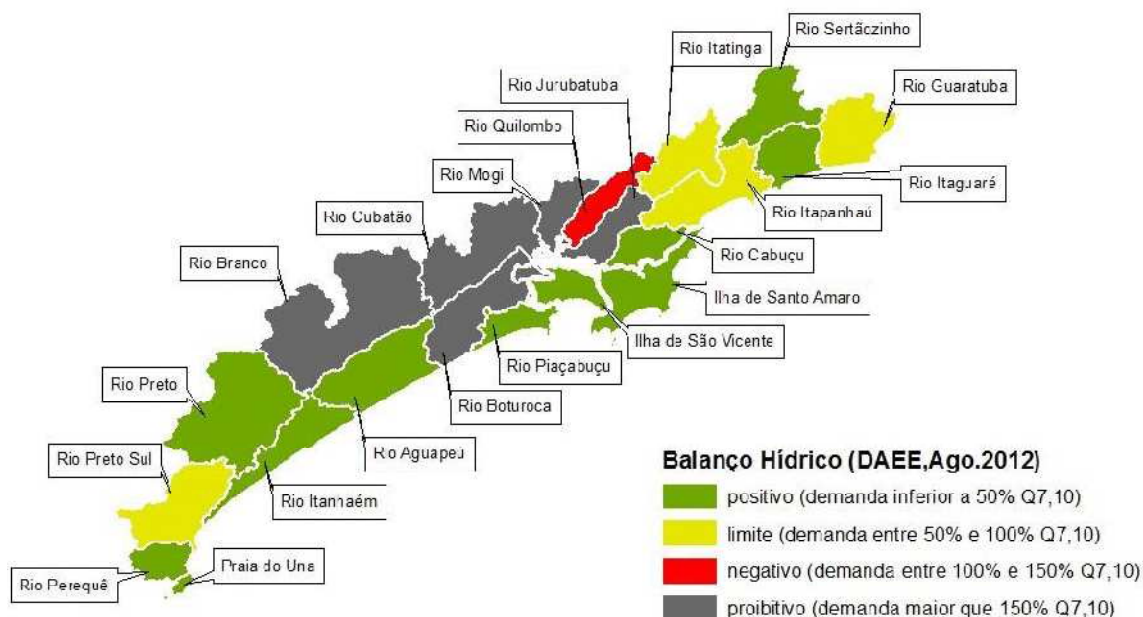 Rio Sertãczinho
Rio Itatinga
Rio Guaratuba
Rio Jurubatuba
Rio Quilombo
Rio Mogi
Rio Itaguaré
Rio Cubatão
Rio Itapanhaú
Rio Branco
Rio Cabuçu
Ilha de Santo Amaro
Ilha de São Vicente
Rio Piaçabuçu
Rio Preto
Rio Boturoca
Rio Aguapeú
Rio Preto Sul
Rio Itanhaém
Praia do Una
Rio Perequê
Balanço Hídrico (DAEE,Ago.2012)
positivo (demanda inferior a 50% Q7,10)
limite (demanda entre 50% e 100% Q7,10)
negativo (demanda entre 100% e 150% Q7,10)
proibitivo (demanda maior que 150% Q7,10)